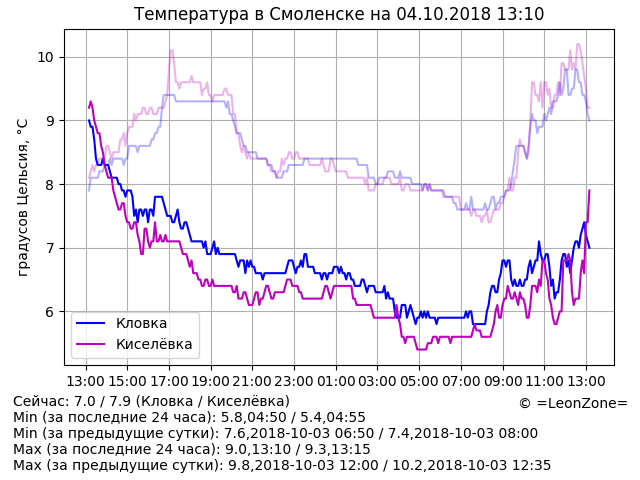 Температура в Смоленске на 04.10.2018 13:10
градусов Цельсия, °C
10
9
8
7
6
Кловка
Киселёвка
13:00 15:00 17:00 19:00 21:00 23:00 01:00 03:00 05:00 07:00 09:00 11:00 13:00
Сейчас: 7.0 / 7.9 (Кловка / Киселёвка)
© =LeonZone=
Min (за последние 24 часа): 5.8,04:50 / 5.4,04:55
Min (за предыдущие сутки): 7.6,2018-10-03 06:50 / 7.4,2018-10-03 08:00
Max (за последние 24 часа): 9.0,13:10 / 9.3,13:15
Max (за предыдущие сутки): 9.8,2018-10-03 12:00 / 10.2,2018-10-03 12:35